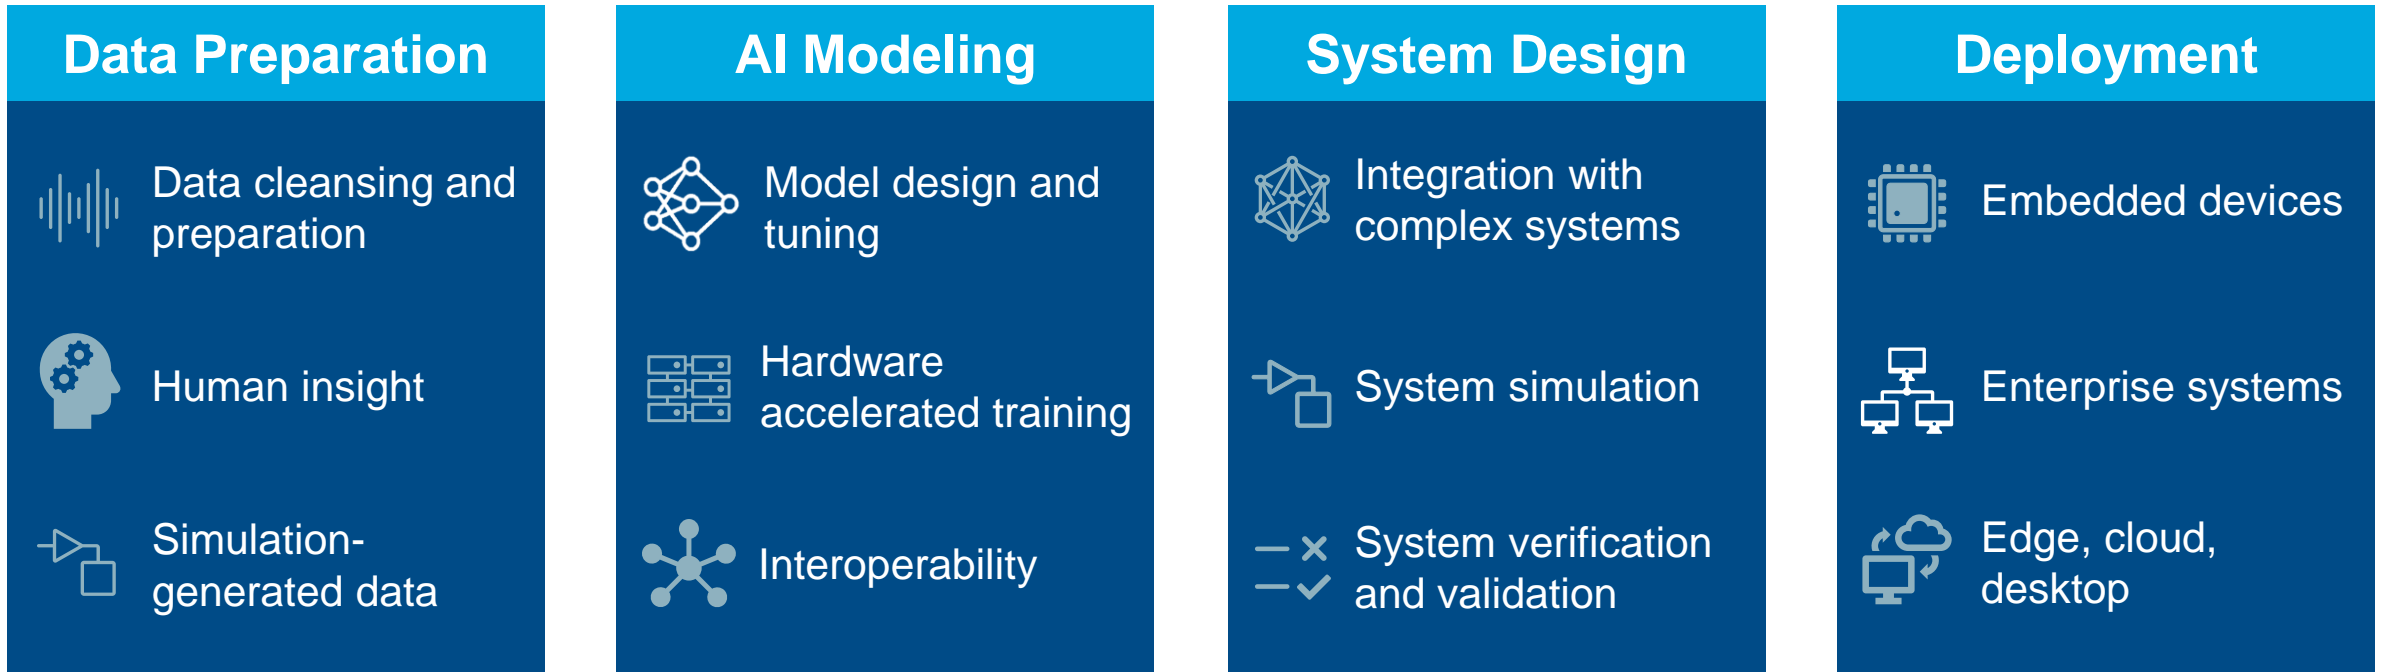 Data Preparation
Data cleansing and
preparation
Human insight
Simulation-
generated data
AI Modeling
Model design and
tuning
Hardware
accelerated training
Interoperability
System Design
Integration with
complex systems
System simulation
System verification
and validation
Deployment
Embedded devices
Enterprise systems
Edge, cloud,
desktop